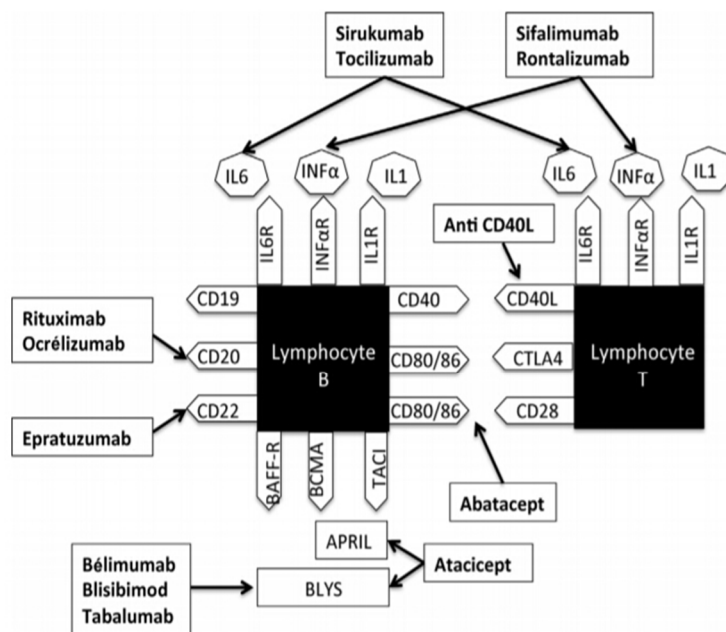 Sirukumab
Tocilizumab
Sifalimumab
Rontalizumab
IL6
INFα
IL1
IL6
INFα
IL1
IL6R
INFαR
IL1R
Anti CD40L
IL6R
INFαR
IL1R
CD19
CD40
CD40L
Rituximab
Ocrélizumab
CD20
Lymphocyte
B
CD80/86
CTLA4
Lymphocyte
T
CD22
CD80/86
CD28
Epratuzumab
BAFF-R
BCMA
TACI
Abatacept
APRIL
Atacicept
Bélimumab
Blisibimod
Tabalumab
BLYS